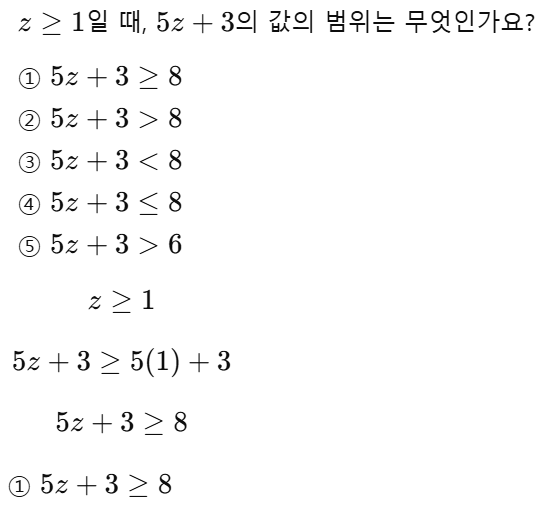 z ≥ 1일 때, 5z + 3의 값의 범위는 무엇인가요?
① 5z + 3 ≥ 8
② 5z + 3 > 8
③ 5z + 3 < 8
④ 5z + 3 ≤ 8
⑤ 5z + 3 > 6
z ≥ 1
5z + 3 ≥ 5(1) + 3
5z + 3 ≥ 8
① 5z + 3 ≥ 8